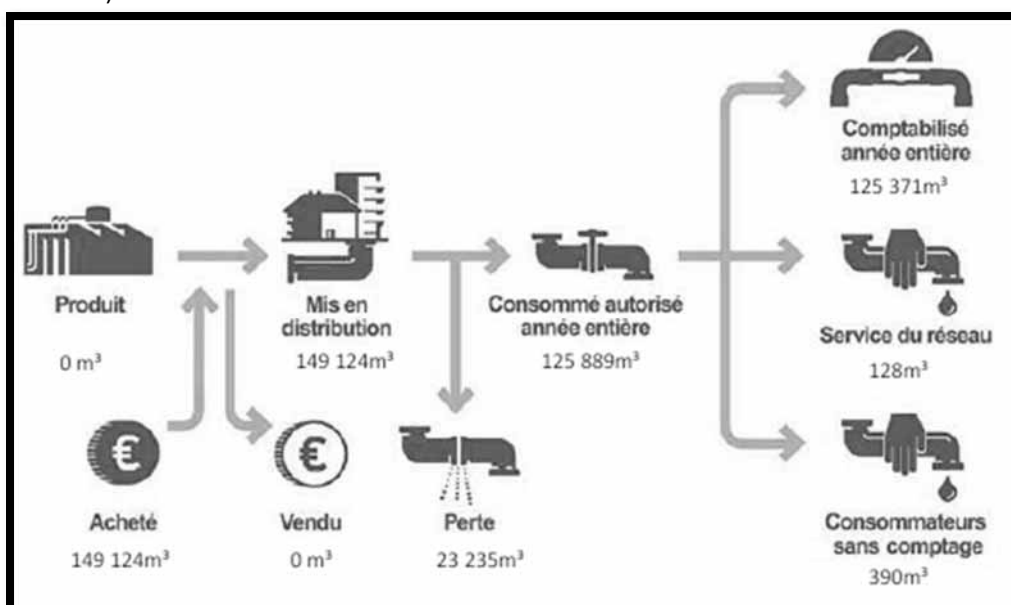 Comptabilisé
année entière
125 371m³
Produit
0 m³
Mis en
distribution
149 124m³
Consommé autorisé
année entière
125 889m³
Service du réseau
128m³
€
Acheté
149 124m³
€
Vendu
0 m³
Perte
23 235m³
Consommateurs
sans comptage
390m³